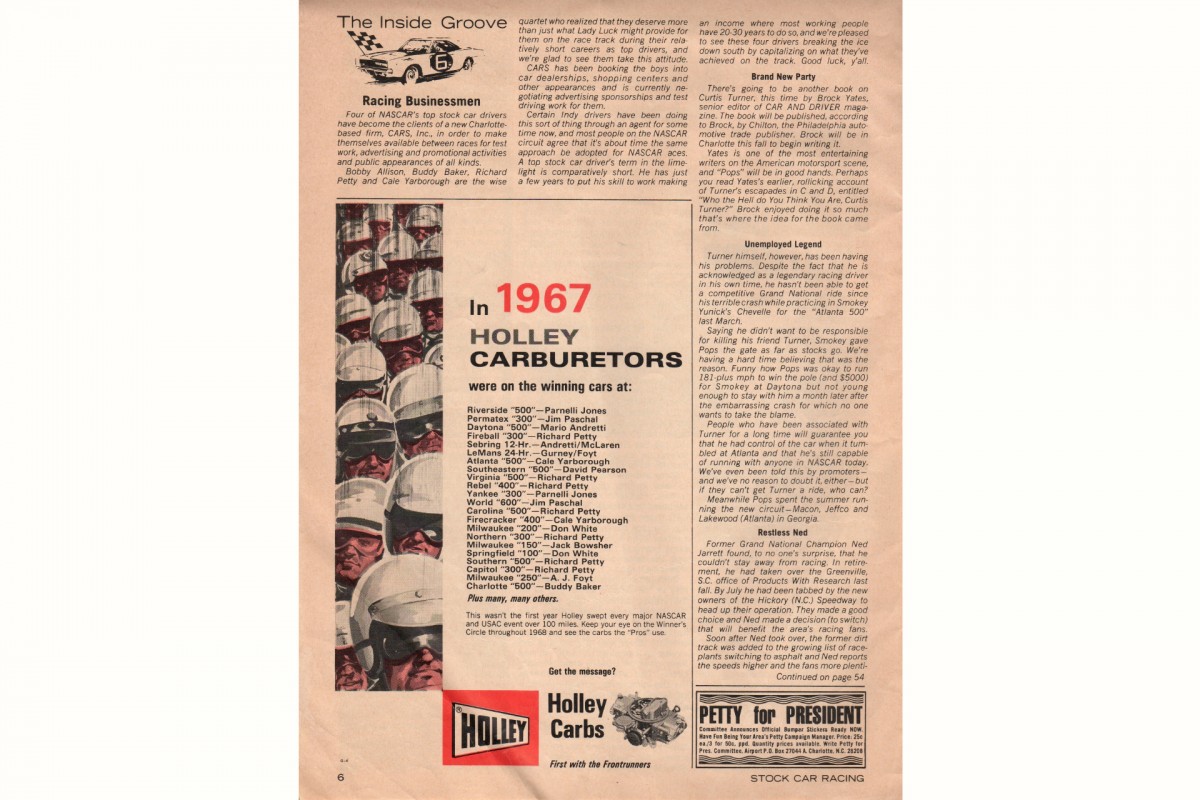 The Inside Groove
6
Racing Businessmen
Four of NASCAR's top stock car drivers
have become the clients of a new Charlotte-
based firm, CARS, Inc., in order to make
themselves available between races for test
work, advertising and promotional activities
and public appearances of all kinds.
Bobby Allison, Buddy Baker, Richard
Petty and Cale Yarborough are the wise
quartet who realized that they deserve more
than just what Lady Luck might provide for
them on the race track during their rela-
tively short careers as top drivers, and
we're glad to see them take this attitude.
CARS has been booking the boys into
car dealerships, shopping centers and
other appearances and is currently ne-
gotiating advertising sponsorships and test
driving work for them.
Certain Indy drivers have been doing
this sort of thing through an agent for some
time now, and most people on the NASCAR
circuit agree that it's about time the same
approach be adopted for NASCAR aces.
A top stock car driver's term in the lime-
light is comparatively short. He has just
a few years to put his skill to work making
an income where most working people
have 20-30 years to do so, and we're pleased
to see these four drivers breaking the ice
down south by capitalizing on what they've
achieved on the track. Good luck, y'all.
Brand New Party
There's going to be another book on
Curtis Turner, this time by Brock Yates,
senior editor of CAR AND DRIVER maga-
zine. The book will be published, according
to Brock, by Chilton, the Philadelphia auto-
motive trade publisher. Brock will be in
Charlotte this fall to begin writing it.
Yates is one of the most entertaining
writers on the American motorsport scene,
and "Pops" will be in good hands. Perhaps
you read Yates's earlier, rollicking account
of Turner's escapades in C and D, entitled
"Who the Hell do You Think You Are, Curtis
Turner?" Brock enjoyed doing it so much
that's where the idea for the book came
from.
Unemployed Legend
Turner himself, however, has been having
his problems. Despite the fact that he is
acknowledged as a legendary racing driver
in his own time, he hasn't been able to get
a competitive Grand National ride since
his terrible crash while practicing in Smokey
Yunick's Chevelle for the "Atlanta 500"
last March.
Saying he didn't want to be responsible
for killing his friend Turner, Smokey gave
Pops the gate as far as stocks go. We're
having a hard time believing that was the
reason. Funny how Pops was okay to run
181-plus mph to win the pole (and $5000)
for Smokey at Daytona but not young
enough to stay with him a month later after
the embarrassing crash for which no one
wants to take the blame.
People who have been associated with
Turner for a long time will guarantee you
that he had control of the car when it tum-
bled at Atlanta and that he's still capable
of running with anyone in NASCAR today.
We've even been told this by promoters—
and we've no reason to doubt it, either—but
if they can't get Turner a ride, who can?
Meanwhile Pops spent the summer run-
ning the new circuit—Macon, Jeffco and
Lakewood (Atlanta) in Georgia.
Restless Ned
Former Grand National Champion Ned
Jarrett found, to no one's surprise, that he
couldn't stay away from racing. In retire-
ment, he had taken over the Greenville,
S.C. office of Products With Research last
fall. By July he had been tabbed by the new
owners of the Hickory (N.C.) Speedway to
head up their operation. They made a good
choice and Ned made a decision (to switch)
that will benefit the area's racing fans.
Soon after Ned took over, the former dirt
track was added to the growing list of race-
plants switching to asphalt and Ned reports
the speeds higher and the fans more plenti-
Continued on page 54
In 1967
HOLLEY
CARBURETORS
were on the winning cars at:
Riverside "500"—Parnelli Jones
Permatex "300"—Jim Paschal
Daytona "500"—Mario Andretti
Fireball "300"—Richard Petty
Sebring 12-Hr.—Andretti/McLaren
LeMans 24-Hr.—Gurney/Foyt
Atlanta "500"—Cale Yarborough
Southeastern "500"—David Pearson
Virginia "500"—Richard Petty
Rebel "400"—Richard Petty
Yankee "300"—Parnelli Jones
World "600"—Jim Paschal
Carolina "500"—Richard Petty
Firecracker "400"—Cale Yarborough
Milwaukee "200"—Don White
Northern "300"—Richard Petty
Milwaukee "150"—Jack Bowsher
Springfield "100"—Don White
Southern "500"—Richard Petty
Capitol "300"—Richard Petty
Milwaukee "250"—A. J. Foyt
Charlotte "500"—Buddy Baker
Plus many, many others.
This wasn't the first year Holley swept every major NASCAR
and USAC event over 100 miles. Keep your eye on the Winner's
Circle throughout 1968 and see the carbs the "Pros" use.
Got the message?
HOLLEY
Holley
Carbs
First with the Frontrunners
PETTY for PRESIDENT
Committee Announces Official Bumper Stickers Ready NOW.
Have Fun Being Your Area's Petty Campaign Manager. Price: 25c
ea./3 for 50c, ppd. Quantity prices available. Write Petty for
Pres. Committee, Airport P.O. Box 27044 A, Charlotte, N.C. 28208
6
STOCK CAR RACING